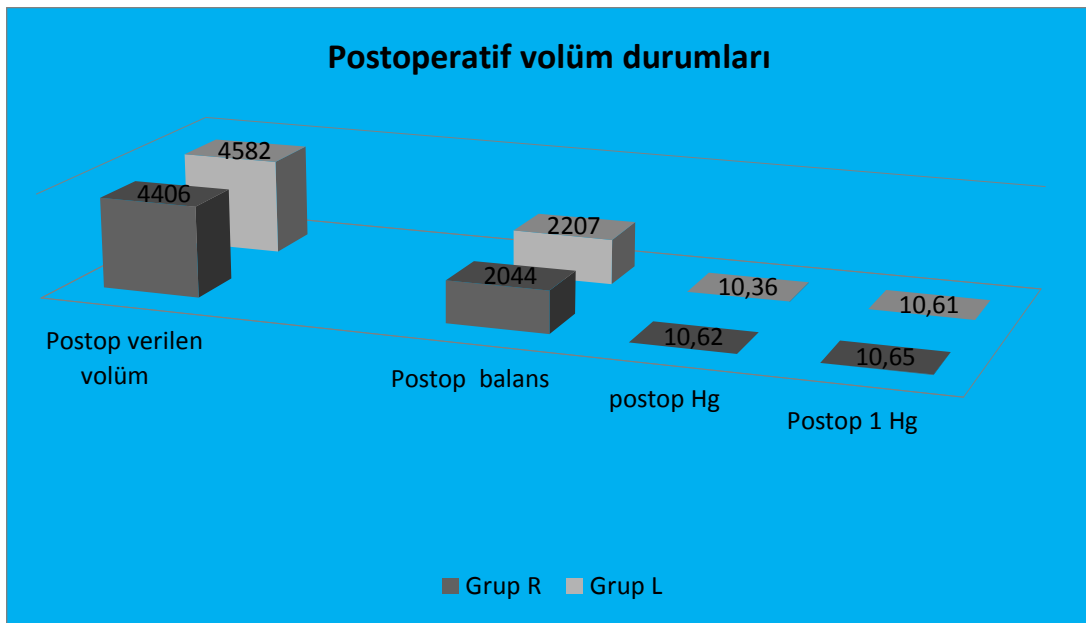 Postoperatif volüm durumları
4582
4406
2207
2044
10,36
10,61
10,62
10,65
Postop verilen
volüm
Postop  balans
postop Hg
Postop 1 Hg
Grup R
Grup L